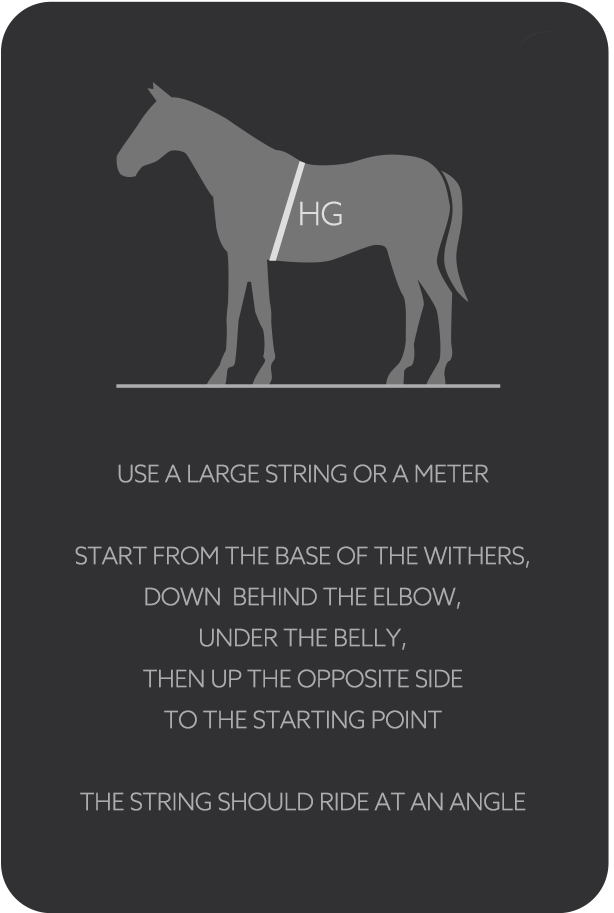 HG
USE A LARGE STRING OR A METER
START FROM THE BASE OF THE WITHERS,
DOWN  BEHIND THE ELBOW,
UNDER THE BELLY,
THEN UP THE OPPOSITE SIDE
TO THE STARTING POINT
THE STRING SHOULD RIDE AT AN ANGLE